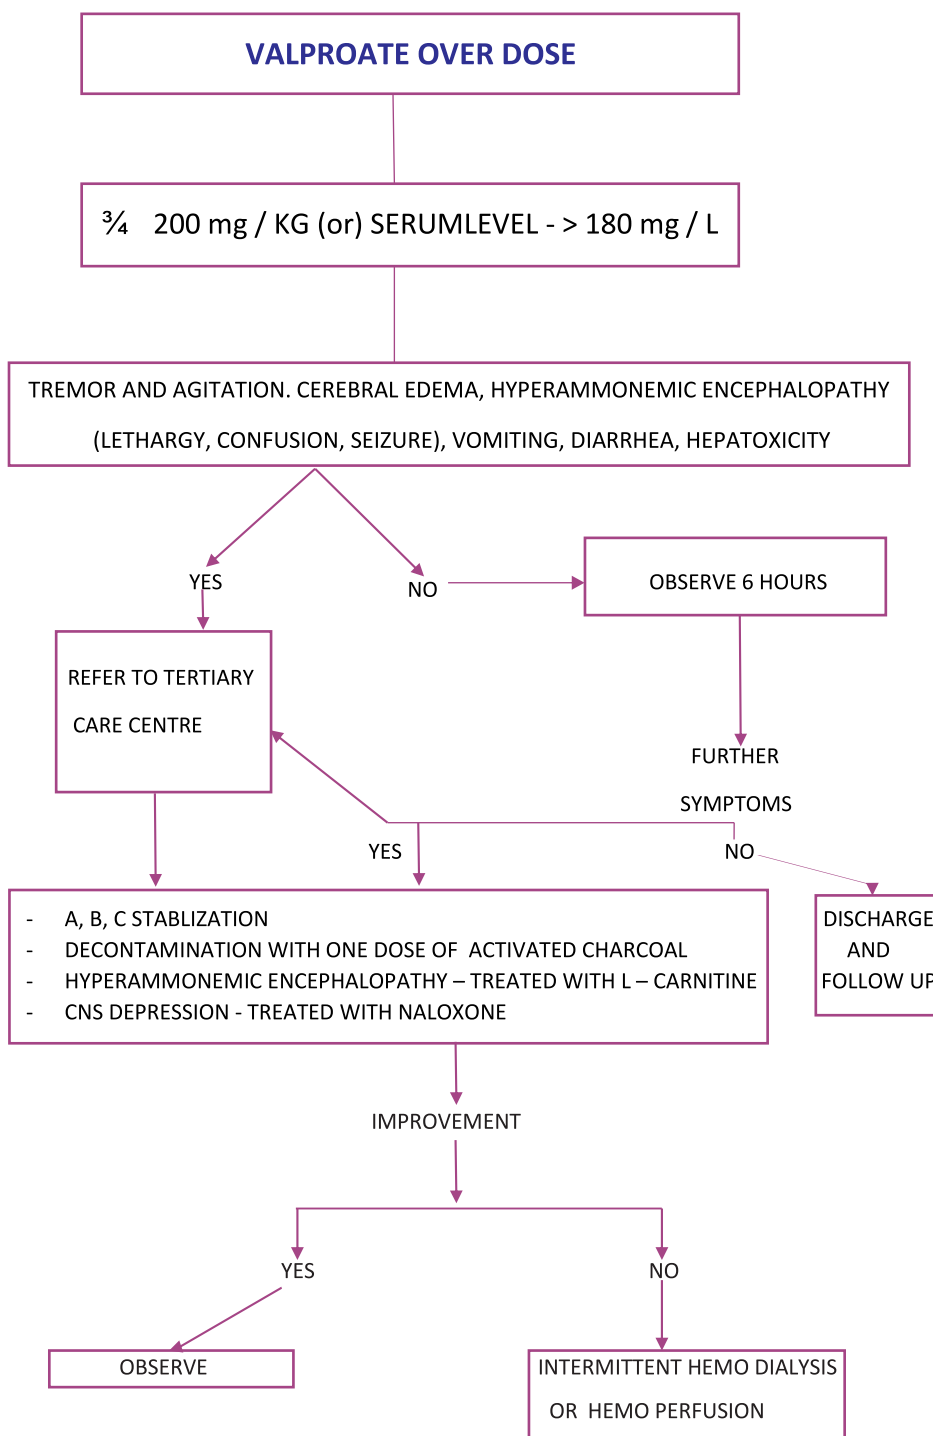 VALPROATE OVER DOSE
¾ 200 mg / KG (or) SERUMLEVEL - > 180 mg / L
TREMOR AND AGITATION. CEREBRAL EDEMA, HYPERAMMONEMIC ENCEPHALOPATHY
(LETHARGY, CONFUSION, SEIZURE), VOMITING, DIARRHEA, HEPATOXICITY
YES
NO
OBSERVE 6 HOURS
REFER TO TERTIARY
CARE CENTRE
FURTHER
SYMPTOMS
YES
NO
- A, B, C STABLIZATION
- DECONTAMINATION WITH ONE DOSE OF ACTIVATED CHARCOAL
- HYPERAMMONEMIC ENCEPHALOPATHY – TREATED WITH L – CARNITINE
- CNS DEPRESSION - TREATED WITH NALOXONE
DISCHARGE
AND
FOLLOW UP
IMPROVEMENT
YES
NO
OBSERVE
INTERMITTENT HEMO DIALYSIS
OR HEMO PERFUSION